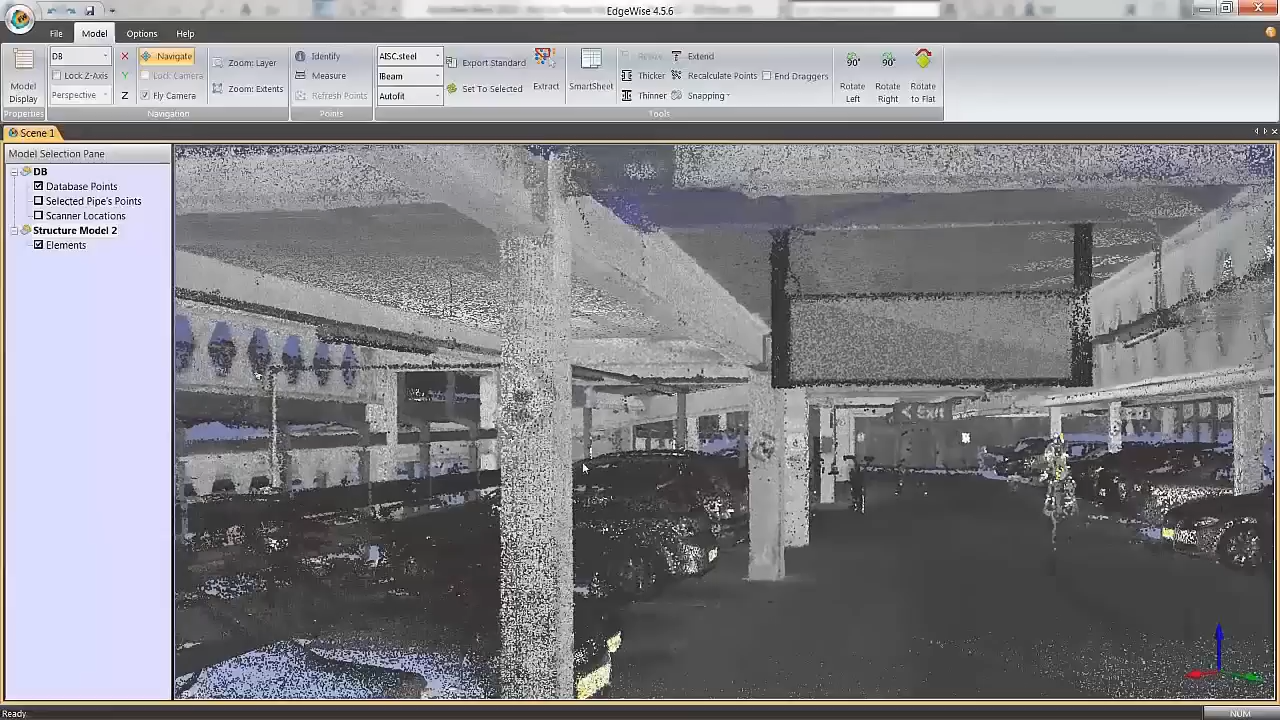 EdgeWise 4.5.6
File Model Options Help
DB Navigate Zoom: Layer Identify AISC.steel Export Standard Resize Extend
Lock Z-Axis Lock Camera Measure IBeam Thicker Recalculate Points End Draggers
Perspective Z Fly Camera Zoom: Extents Refresh Points Autofit Set To Selected Thinner Snapping
X
Y
Model Display
Extract
SmartSheet
90°
Rotate Left
90°
Rotate Right
Rotate to Flat
Properties Navigation Points Tools
Scene 1
Model Selection Pane
DB
Database Points
Selected Pipe's Points
Scanner Locations
Structure Model 2
Elements
< Exit
Ready NUM